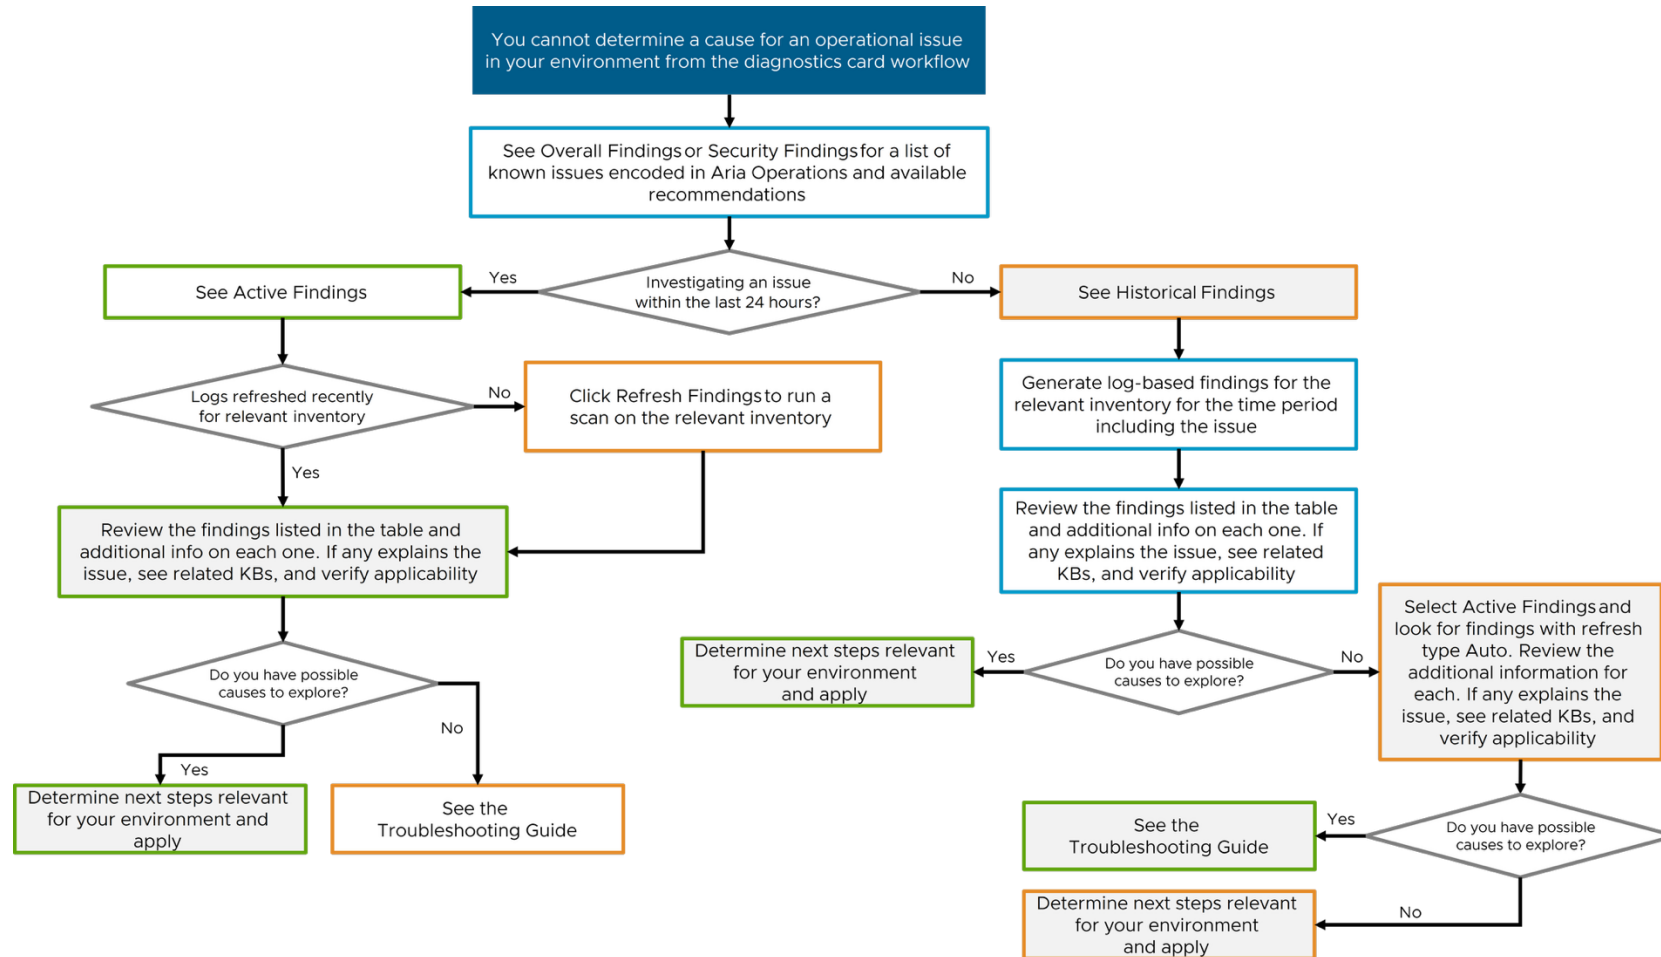 You cannot determine a cause for an operational issue
in your environment from the diagnostics card workflow
See Overall Findings or Security Findings for a list of
known issues encoded in Aria Operations and available
recommendations
Investigating an issue
within the last 24 hours?
Yes
No
See Active Findings
See Historical Findings
Logs refreshed recently
for relevant inventory
No
Yes
Click Refresh Findings to run a
scan on the relevant inventory
Generate log-based findings for the
relevant inventory for the time period
including the issue
Review the findings listed in the table and
additional info on each one. If any explains the
issue, see related KBs, and verify applicability
Review the findings listed in the table
and additional info on each one. If
any explains the issue, see related
KBs, and verify applicability
Do you have possible
causes to explore?
Yes
No
Determine next steps relevant
for your environment and
apply
See the
Troubleshooting Guide
Do you have possible
causes to explore?
Yes
No
Determine next steps relevant
for your environment
and apply
Select Active Findings and
look for findings with refresh
type Auto. Review the
additional information for
each. If any explains the
issue, see related KBs, and
verify applicability
Do you have possible
causes to explore?
Yes
No
See the
Troubleshooting Guide
Determine next steps relevant
for your environment
and apply